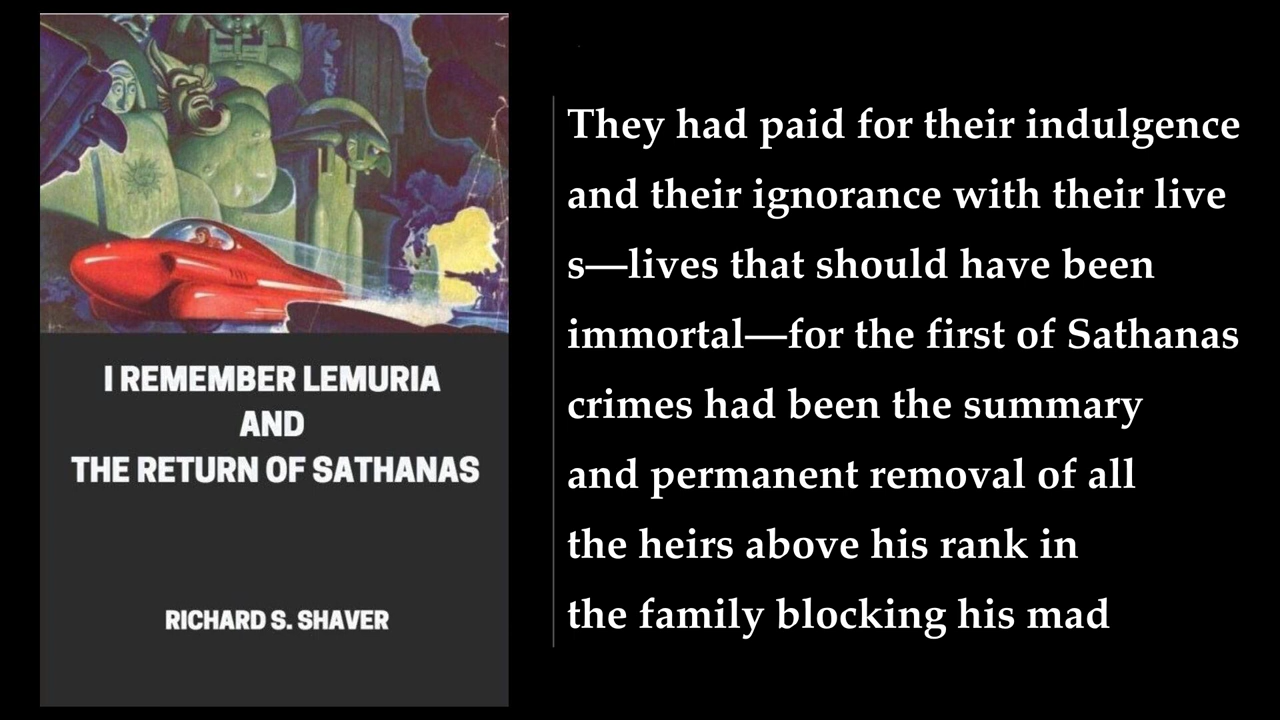 I REMEMBER LEMURIA
AND
THE RETURN OF SATHANAS
RICHARD S. SHAVER
They had paid for their indulgence
and their ignorance with their live
s—lives that should have been
immortal—for the first of Sathanas
crimes had been the summary
and permanent removal of all
the heirs above his rank in
the family blocking his mad